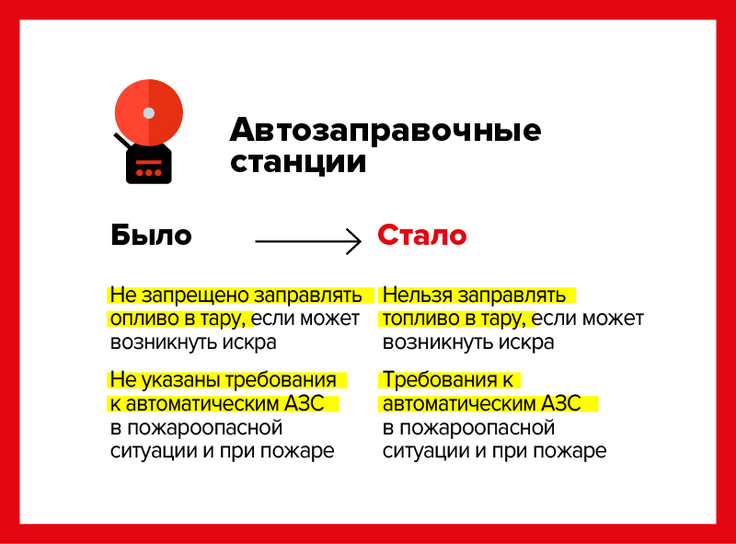 Автозаправочные
станции
Было
Стало
Не запрещено заправлять
опливо в тару, если может
возникнуть искра
Не указаны требования
к автоматическим АЗС
в пожароопасной
ситуации и при пожаре
Нельзя заправлять
топливо в тару, если может
возникнуть искра
Требования к
автоматическим АЗС
в пожароопасной
ситуации и при пожаре